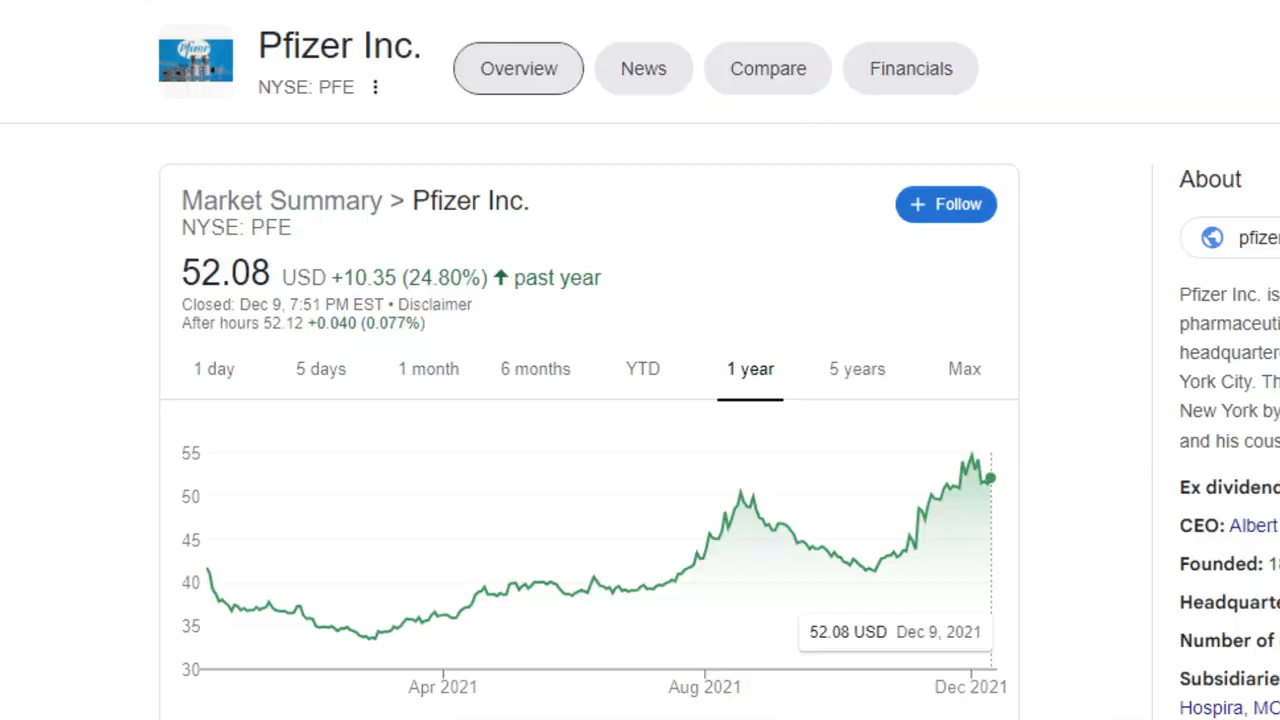 Pfizer
Pfizer Inc.
NYSE: PFE
Overview
News
Compare
Financials
Market Summary > Pfizer Inc.
NYSE: PFE
+ Follow
52.08 USD +10.35 (24.80%) ↑ past year
Closed: Dec 9, 7:51 PM EST • Disclaimer
After hours 52.12 +0.040 (0.077%)
1 day
5 days
1 month
6 months
YTD
1 year
5 years
Max
55
50
45
40
35
30
52.08 USD Dec 9, 2021
Apr 2021
Aug 2021
Dec 2021
About
pfize
Pfizer Inc. is
pharmaceuti
headquarter
York City. Th
New York by
and his cous
Ex dividend
CEO: Albert
Founded: 18
Headquarte
Number of
Subsidiarie
Hospira, MC